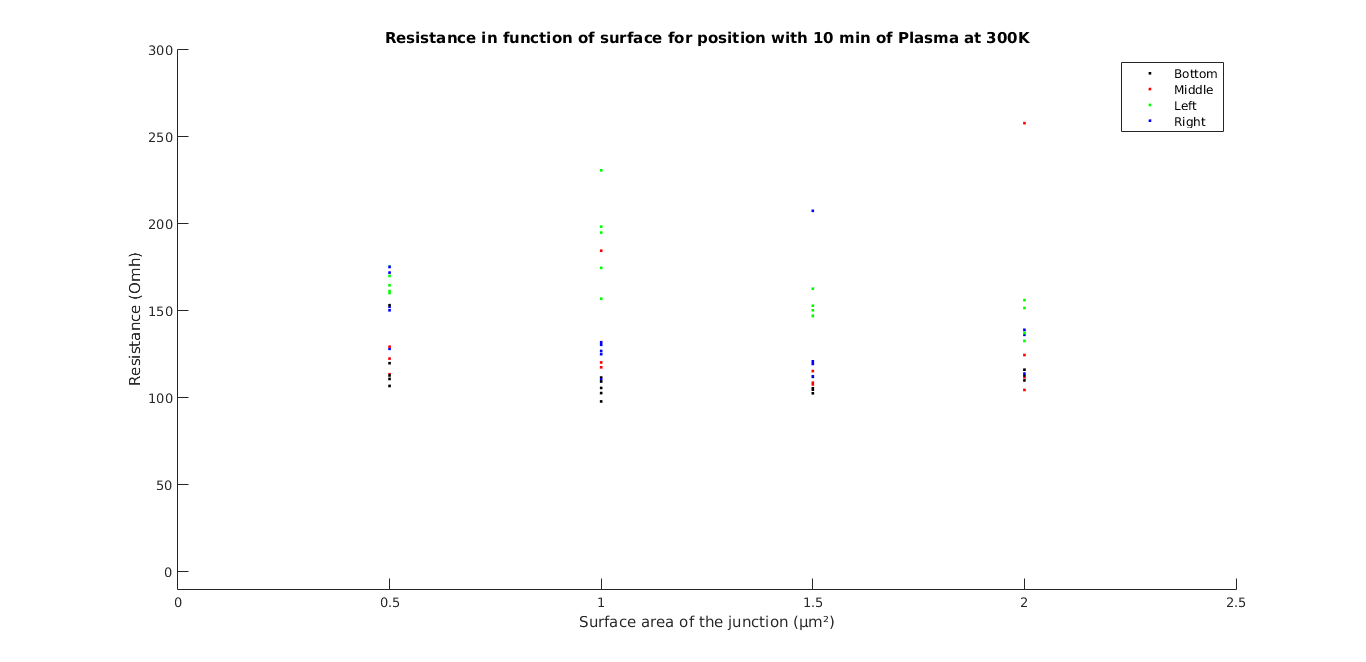 Resistance in function of surface for position with 10 min of Plasma at 300K
300
250
200
150
100
50
0
Resistance (Omh)
Bottom
Middle
Left
Right
0 0.5 1 1.5 2 2.5
Surface area of the junction (µm²)